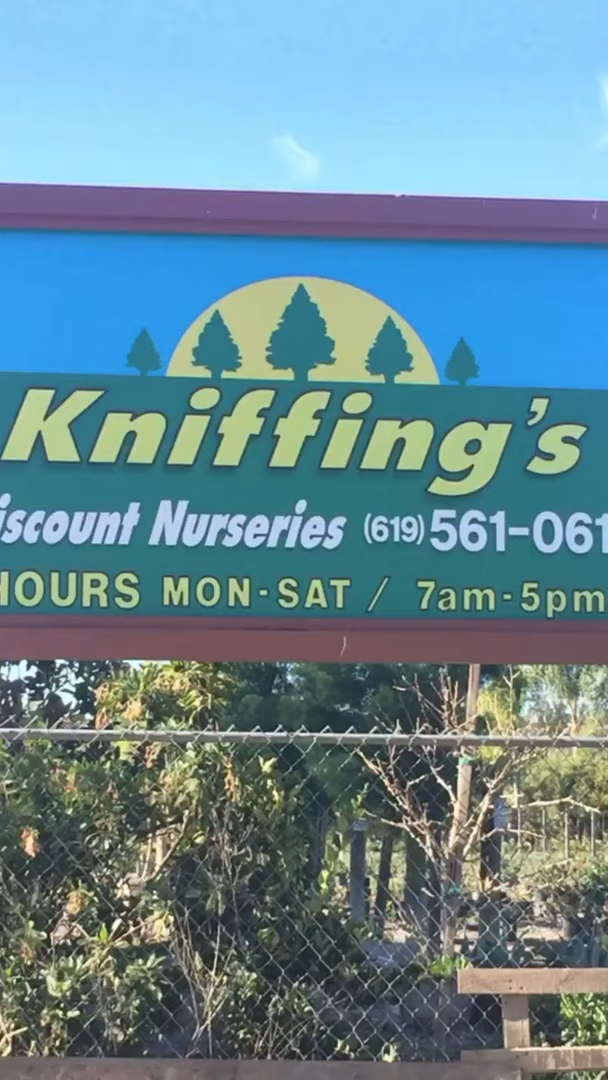 Kniffing's
iscount Nurseries (619) 561-061
HOURS MON-SAT / 7am-5pm